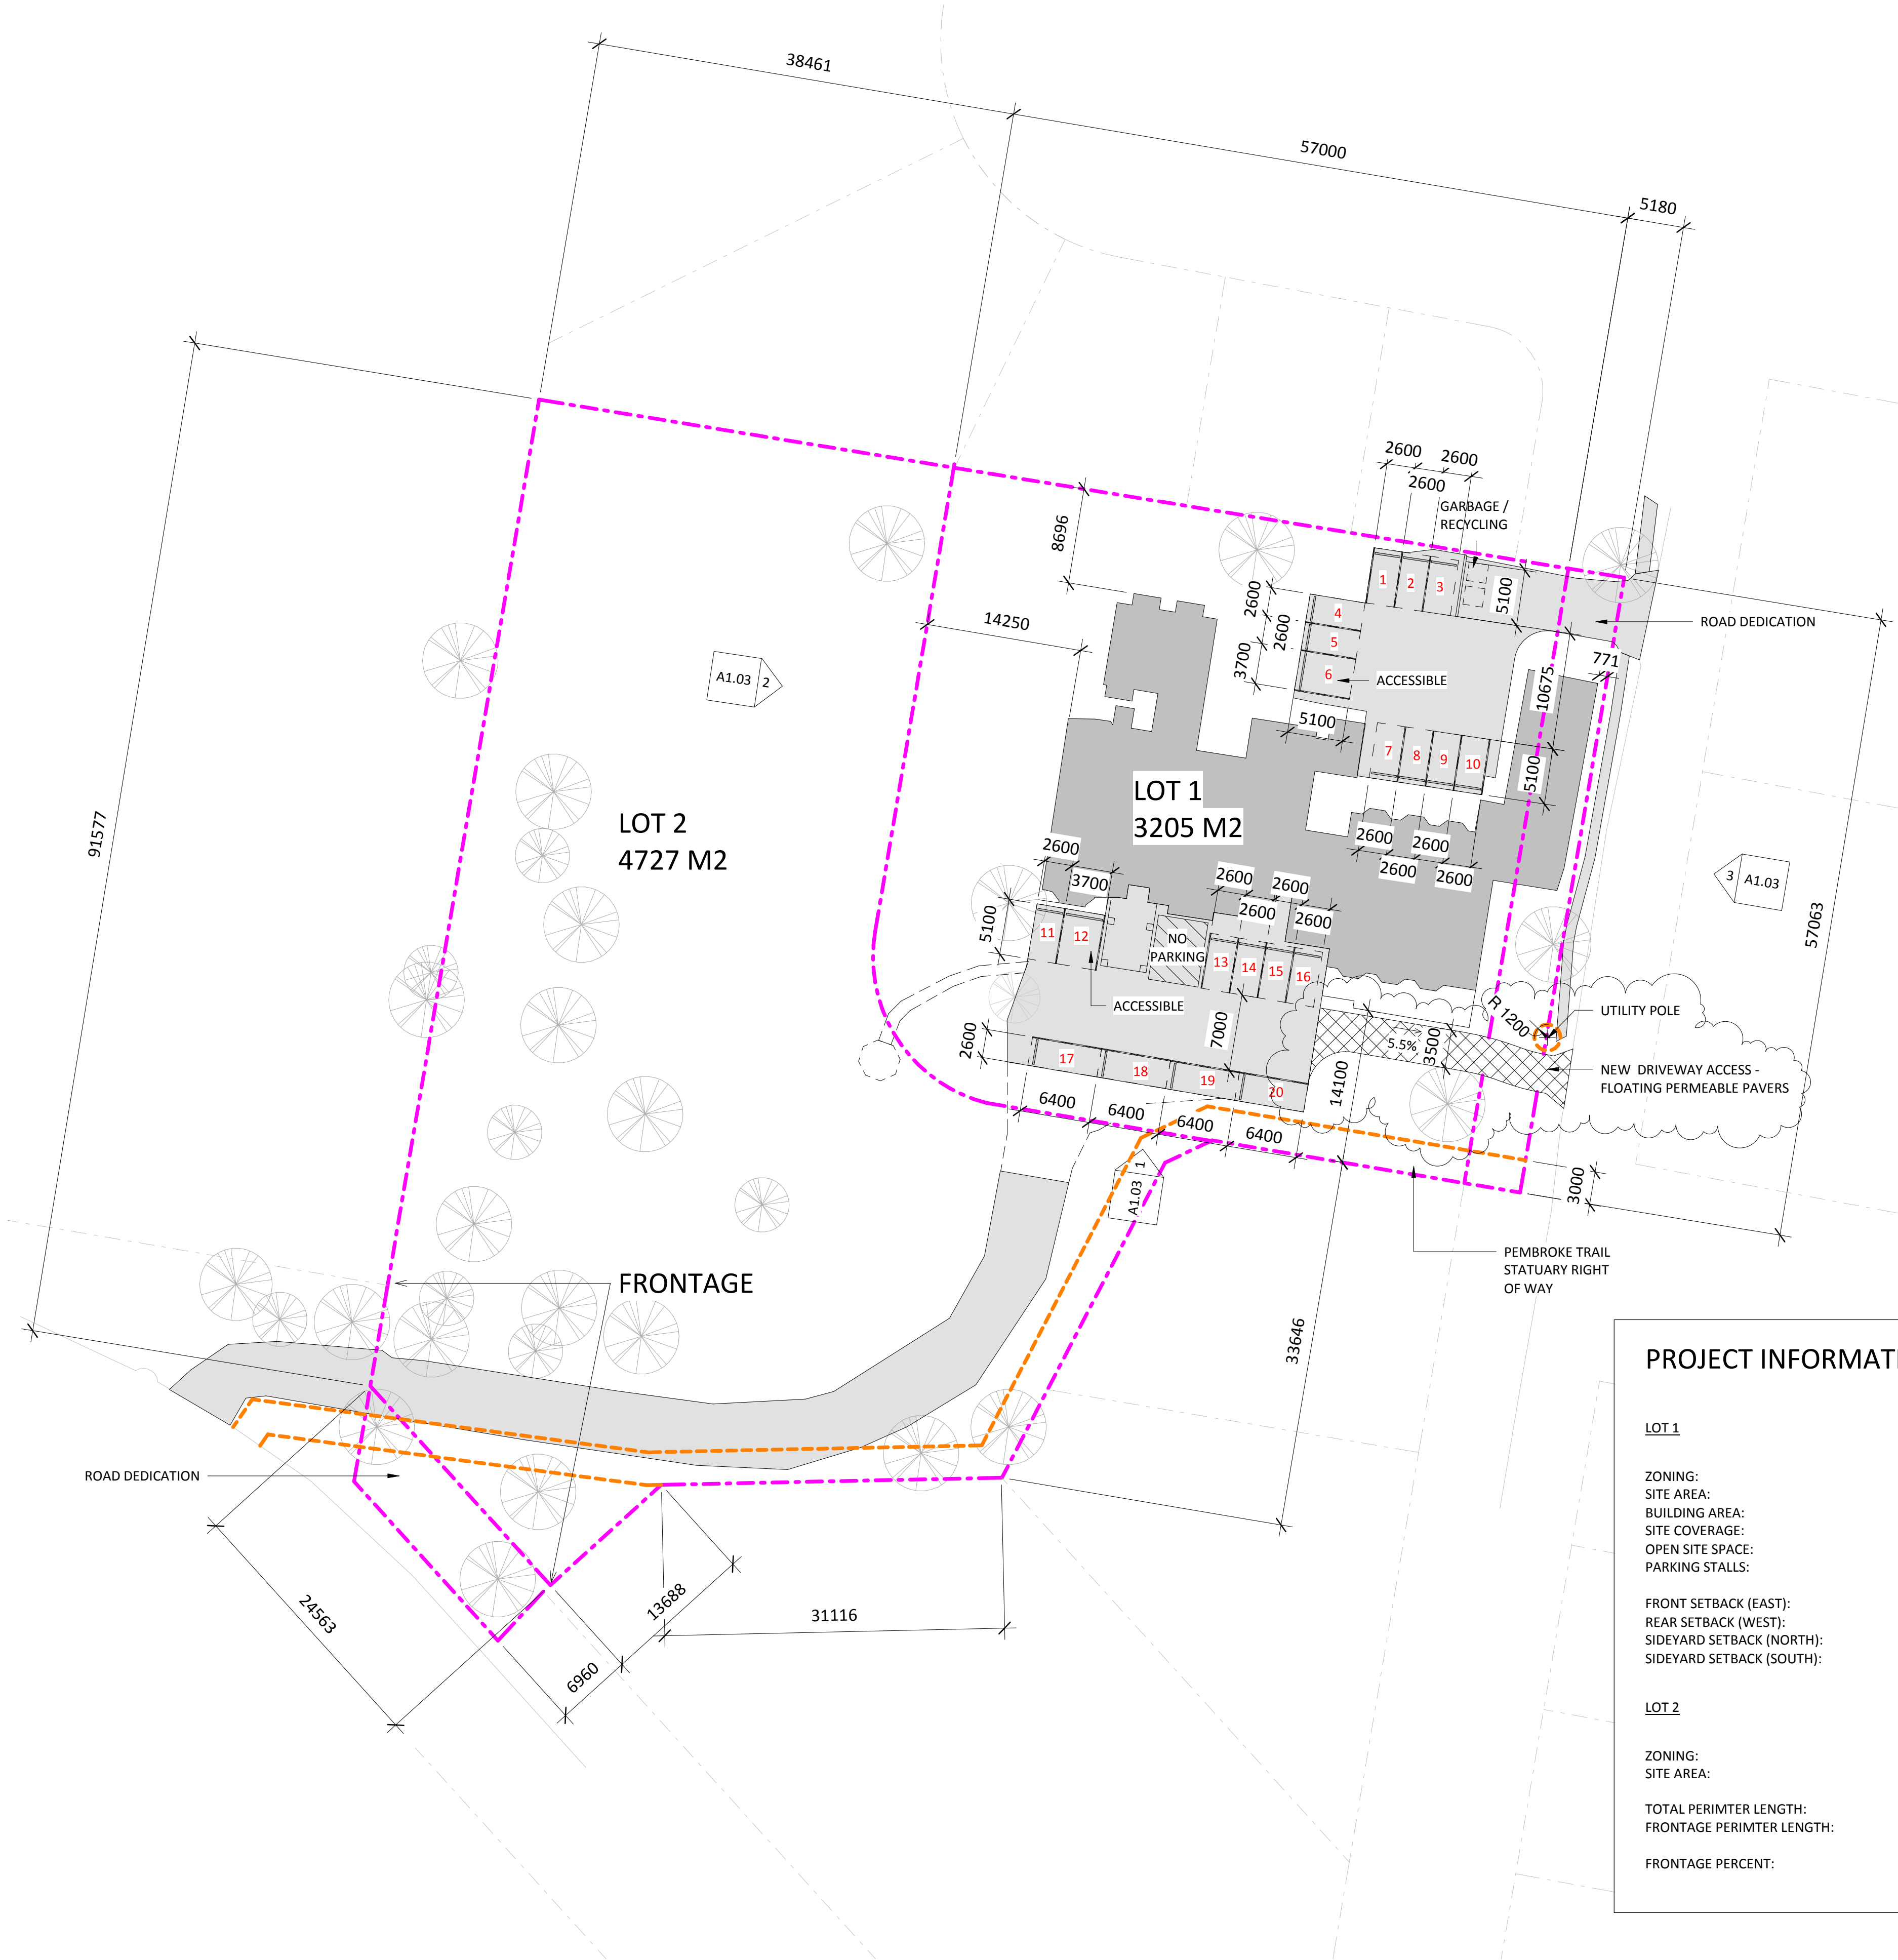 38461
57000
5180
2600
2600
2600
GARBAGE /
RECYCLING
8696
5100
1
2
3
2600
2600
3700
4
5
6
14250
ROAD DEDICATION
771
A1.03
2
ACCESSIBLE
10675
5100
7
8
9
10
5100
91577
LOT 1
3205 M2
LOT 2
4727 M2
2600
2600
2600
2600
3
A1.03
2600
3700
2600
2600
2600
2600
57063
5100
11
12
NO
PARKING
13
14
15
16
ACCESSIBLE
R 1200
UTILITY POLE
7000
5.5%
3500
2600
17
18
19
20
14100
NEW DRIVEWAY ACCESS -
FLOATING PERMEABLE PAVERS
6400
6400
6400
6400
A1.03
1
3000
PEMBROKE TRAIL
STATUARY RIGHT
OF WAY
FRONTAGE
33646
ROAD DEDICATION
24563
13688
6960
31116
PROJECT INFORMATI
LOT 1
ZONING:
SITE AREA:
BUILDING AREA:
SITE COVERAGE:
OPEN SITE SPACE:
PARKING STALLS:
FRONT SETBACK (EAST):
REAR SETBACK (WEST):
SIDEYARD SETBACK (NORTH):
SIDEYARD SETBACK (SOUTH):
LOT 2
ZONING:
SITE AREA:
TOTAL PERIMTER LENGTH:
FRONTAGE PERIMTER LENGTH:
FRONTAGE PERCENT: